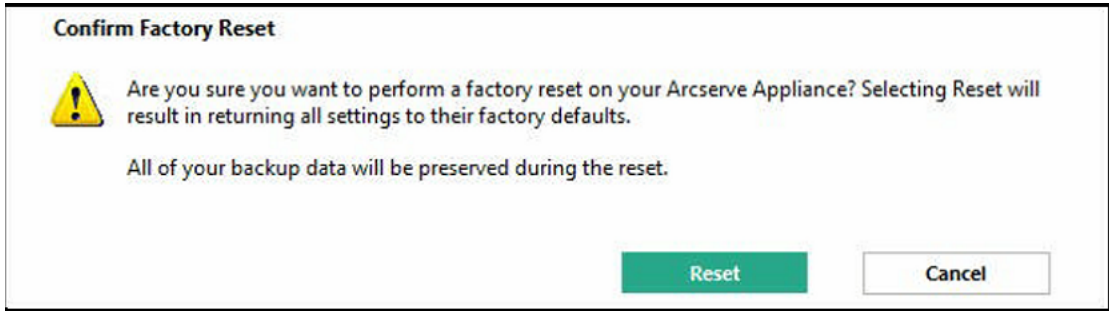 Confirm Factory Reset
Are you sure you want to perform a factory reset on your Arcserve Appliance? Selecting Reset will
result in returning all settings to their factory defaults.
All of your backup data will be preserved during the reset.
Reset
Cancel